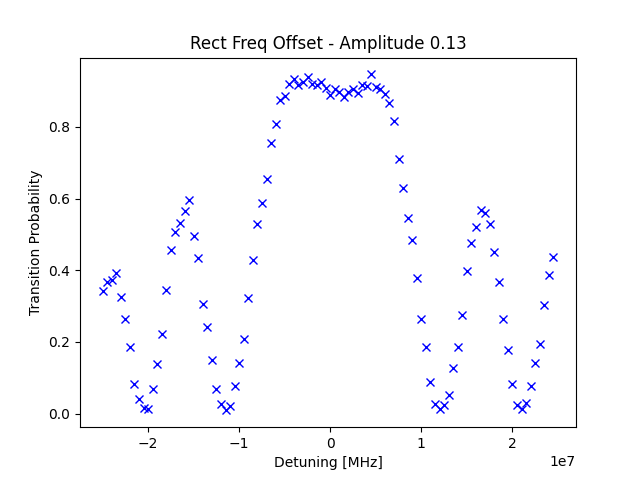 Rect Freq Offset - Amplitude 0.13
Transition Probability
0.8
0.6
0.4
0.2
0.0
−2 −1 0 1 2
1e7
Detuning [MHz]